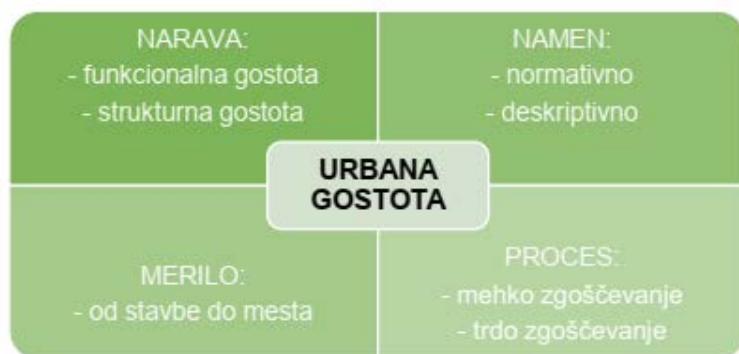 NARAVA:
- funkcionalna gostota
- strukturna gostota
NAMEN:
- normativno
- deskriptivno
URBANA
GOSTOTA
MERILO:
- od stavbe do mesta
PROCES:
- mehko zgoščevanje
- trdo zgoščevanje